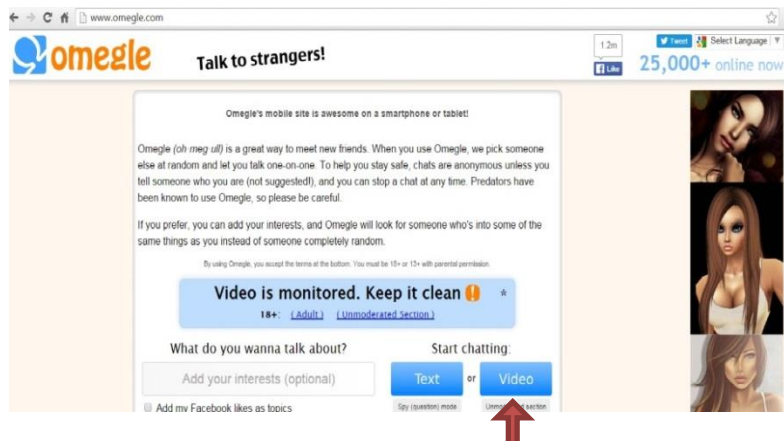 www.omegle.com
omegle
Talk to strangers!
1.2m
Like
Tweet
Select Language
25,000+ online now
Omegle's mobile site is awesome on a smartphone or tablet!
Omegle (oh meg ull) is a great way to meet new friends. When you use Omegle, we pick someone
else at random and let you talk one-on-one. To help you stay safe, chats are anonymous unless you
tell someone who you are (not suggested!), and you can stop a chat at any time. Predators have
been known to use Omegle, so please be careful.
If you prefer, you can add your interests, and Omegle will look for someone who's into some of the
same things as you instead of someone completely random.
By using Omegle, you accept the terms at the bottom. You must be 18+ or 13+ with parental permission.
Video is monitored. Keep it clean ! *
18+: (Adult) (Unmoderated Section)
What do you wanna talk about?
Start chatting:
Add your interests (optional)
Text or Video
Add my Facebook likes as topics
Spy (question) mode
section